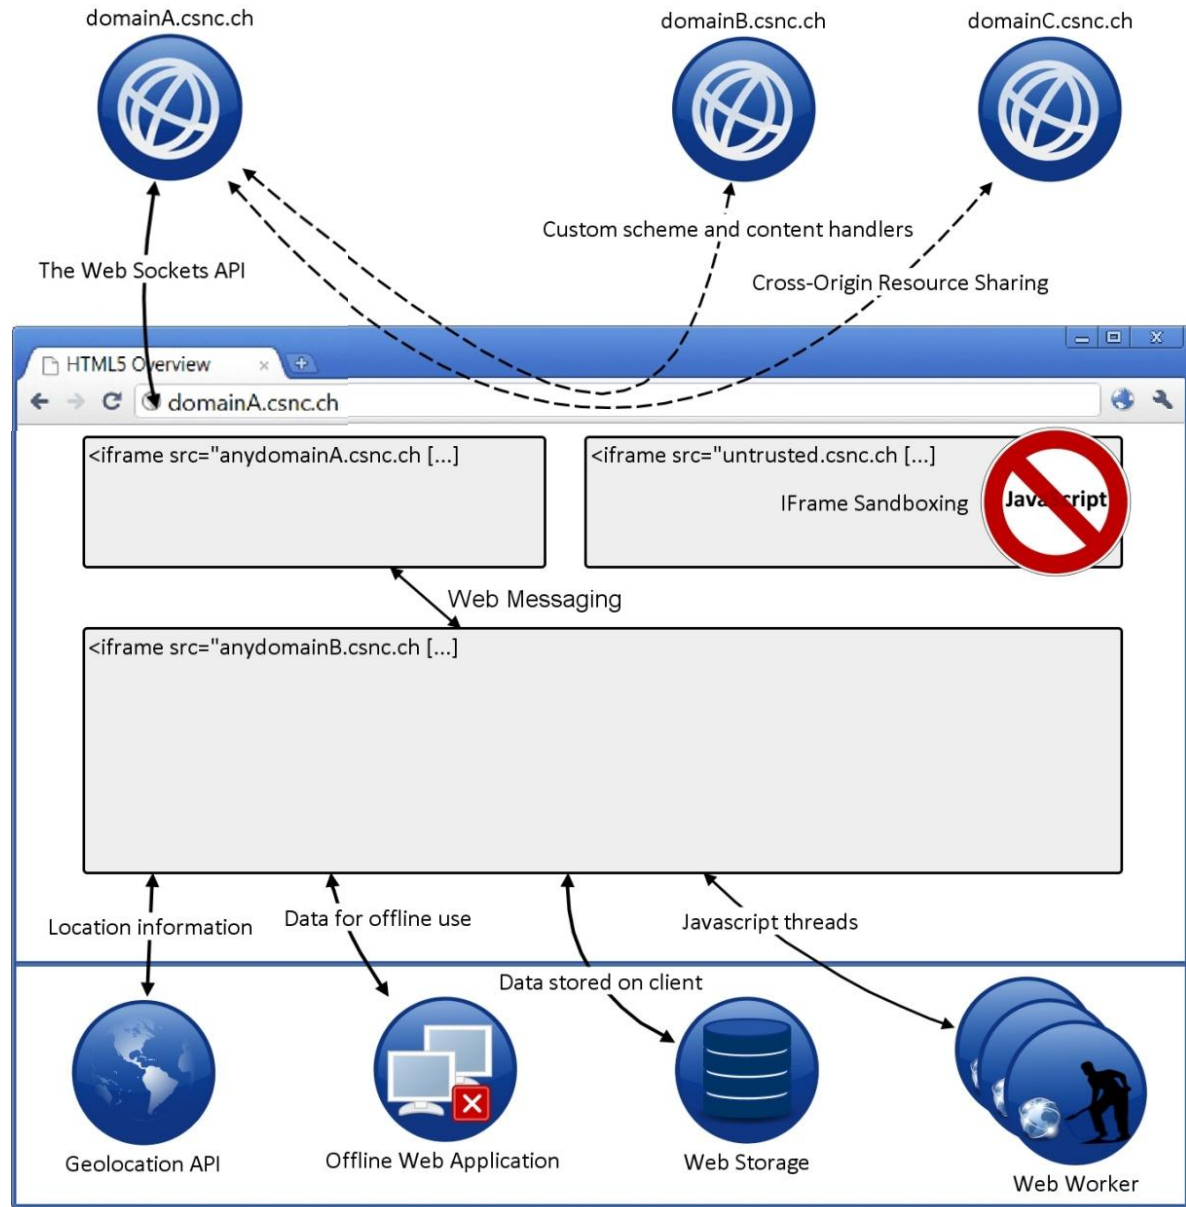 domainA.csnc.ch
domainB.csnc.ch
domainC.csnc.ch
Custom scheme and content handlers
The Web Sockets API
Cross-Origin Resource Sharing
HTML5 Overview
domainA.csnc.ch
<iframe src="anydomainA.csnc.ch [...]
<iframe src="untrusted.csnc.ch [...]
IFrame Sandboxing
JavaScript
Web Messaging
<iframe src="anydomainB.csnc.ch [...]
Location information
Data for offline use
Javascript threads
Data stored on client
Geolocation API
Offline Web Application
Web Storage
Web Worker